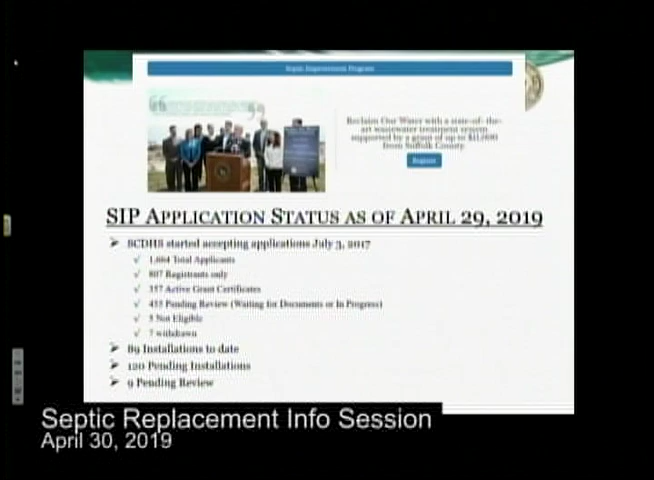 Septic Improvement Program
Reclaim Our Water with a state-of-the-
art wastewater treatment system
supported by a grant of up to $11,000
from Suffolk County.
Register
SIP APPLICATION STATUS AS OF APRIL 29, 2019
SCDHS started accepting applications July 3, 2017
Total Applicants
807 Registrants only
357 Active Grant Certificates
Pending Review (Waiting for Documents or In Progress)
5 Not Eligible
7 withdrawn
89 Installations to date
120 Pending Installations
9 Pending Review
Septic Replacement Info Session
April 30, 2019